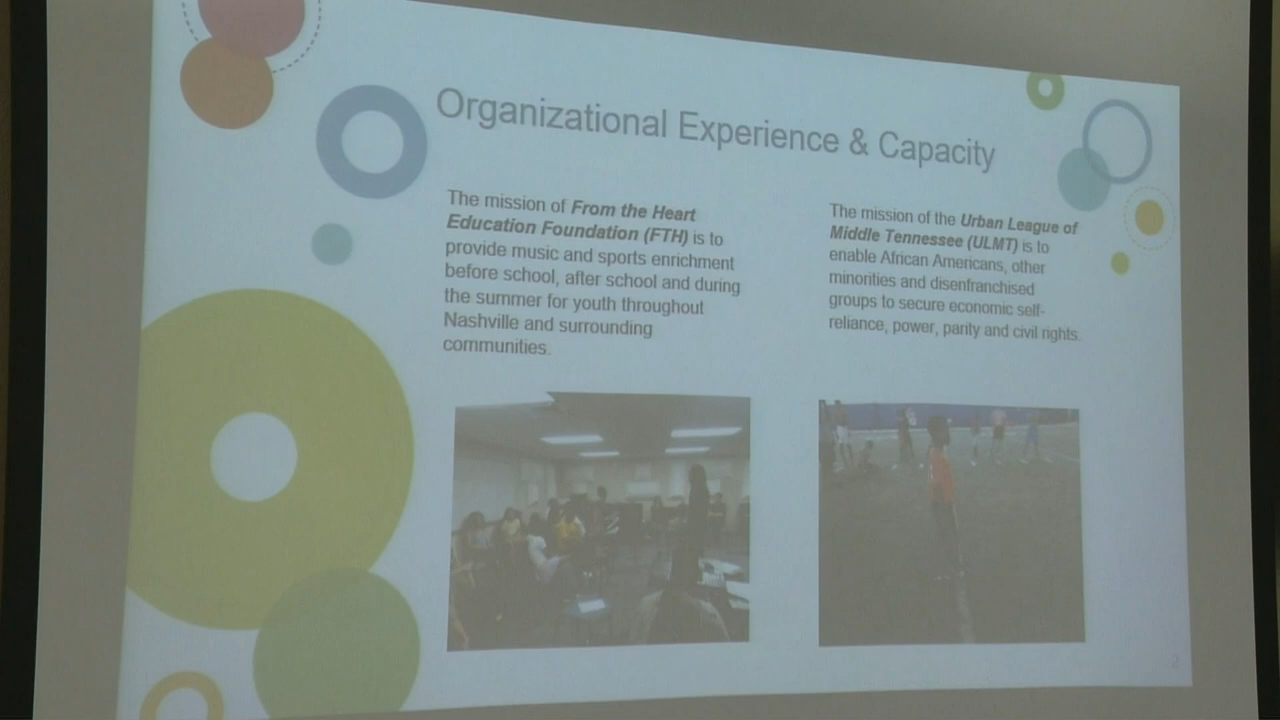 Organizational Experience & Capacity
The mission of From the Heart
Education Foundation (FTH) is to
provide music and sports enrichment
before school, after school and during
the summer for youth throughout
Nashville and surrounding
communities.
The mission of the Urban League of
Middle Tennessee (ULMT) is to
enable African Americans, other
minorities and disenfranchised
groups to secure economic self-
reliance, power, parity and civil rights.
2